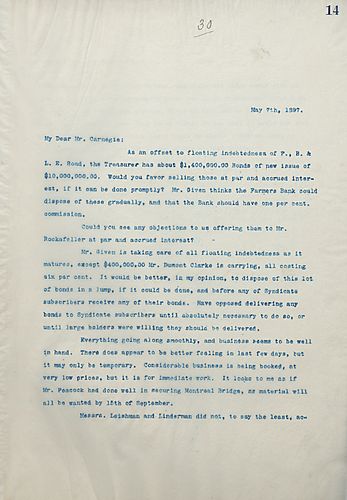 14
30
May 7th, 1897.
My Dear Mr. Carnegie:
As an offset to floating indebtedness of P., B. &
L. E. Road, the Treasurer has about $1,400,000.00 Bonds of new issue of
$10,000,000.00. Would you favor selling those at par and accrued inter-
est, if it can be done promptly? Mr. Given thinks the Farmers Bank could
dispose of these gradually, and that the Bank should have one per cent.
commission.
Could you see any objections to us offering them to Mr.
Rockafeller at par and accrued interest?
Mr. Given is taking care of all floating indebtedness as it
matures, except $400,000.00 Mr. Dumont Clarke is carrying, all costing
six per cent. It would be better, in my opinion, to dispose of this lot
of bonds in a lump, if it could be done, and before any of Syndicate
subscribers receive any of their bonds. Have opposed delivering any
bonds to Syndicate subscribers until absolutely necessary to do so, or
until large holders were willing they should be delivered.
Everything going along smoothly, and business seems to be well
in hand. There does appear to be better feeling in last few days, but
it may only be temporary. Considerable business is being booked, at
very low prices, but it is for immediate work. It looks to me as if
Mr. Peacock had done well in securing Montreal Bridge, as material will
all be wanted by 15th of September.
Messrs. Leishman and Linderman did not, to say the least, ac-